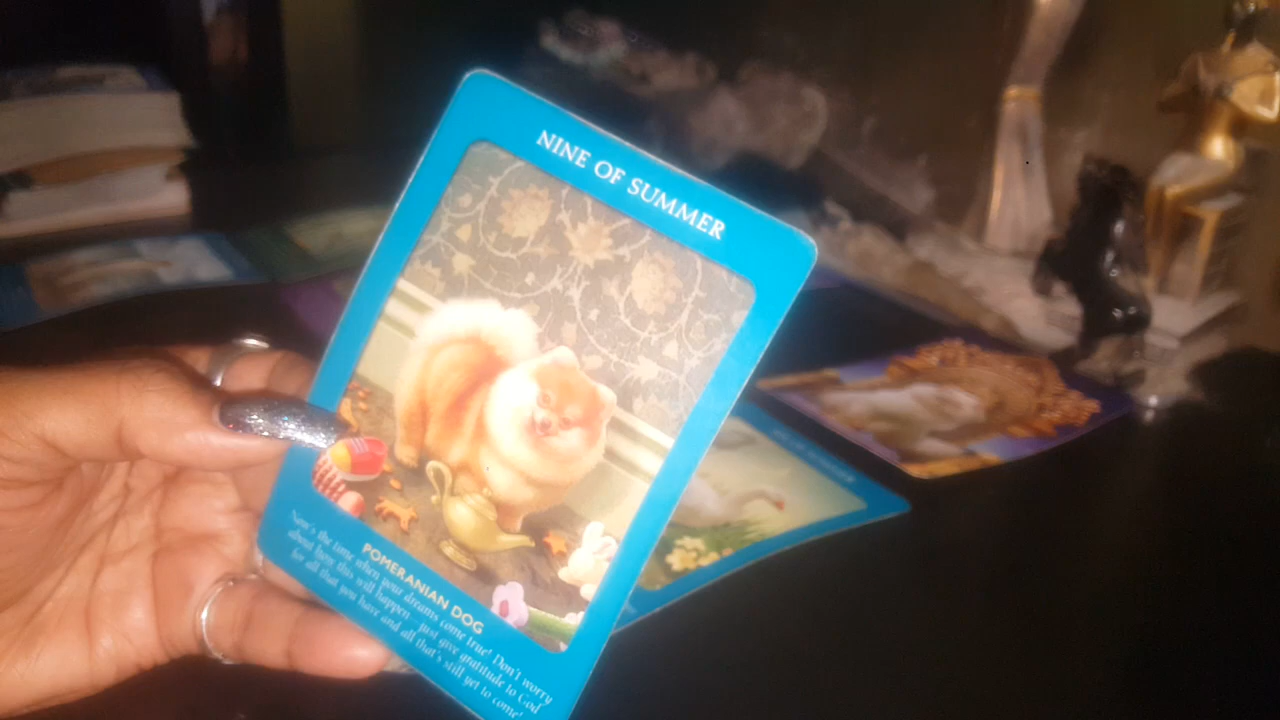 NINE OF SUMMER
POMERANIAN DOG
Now's the time when your dreams come true! Don't worry
about how this will happen—just give gratitude to God
for all that you have and all that's still yet to come!